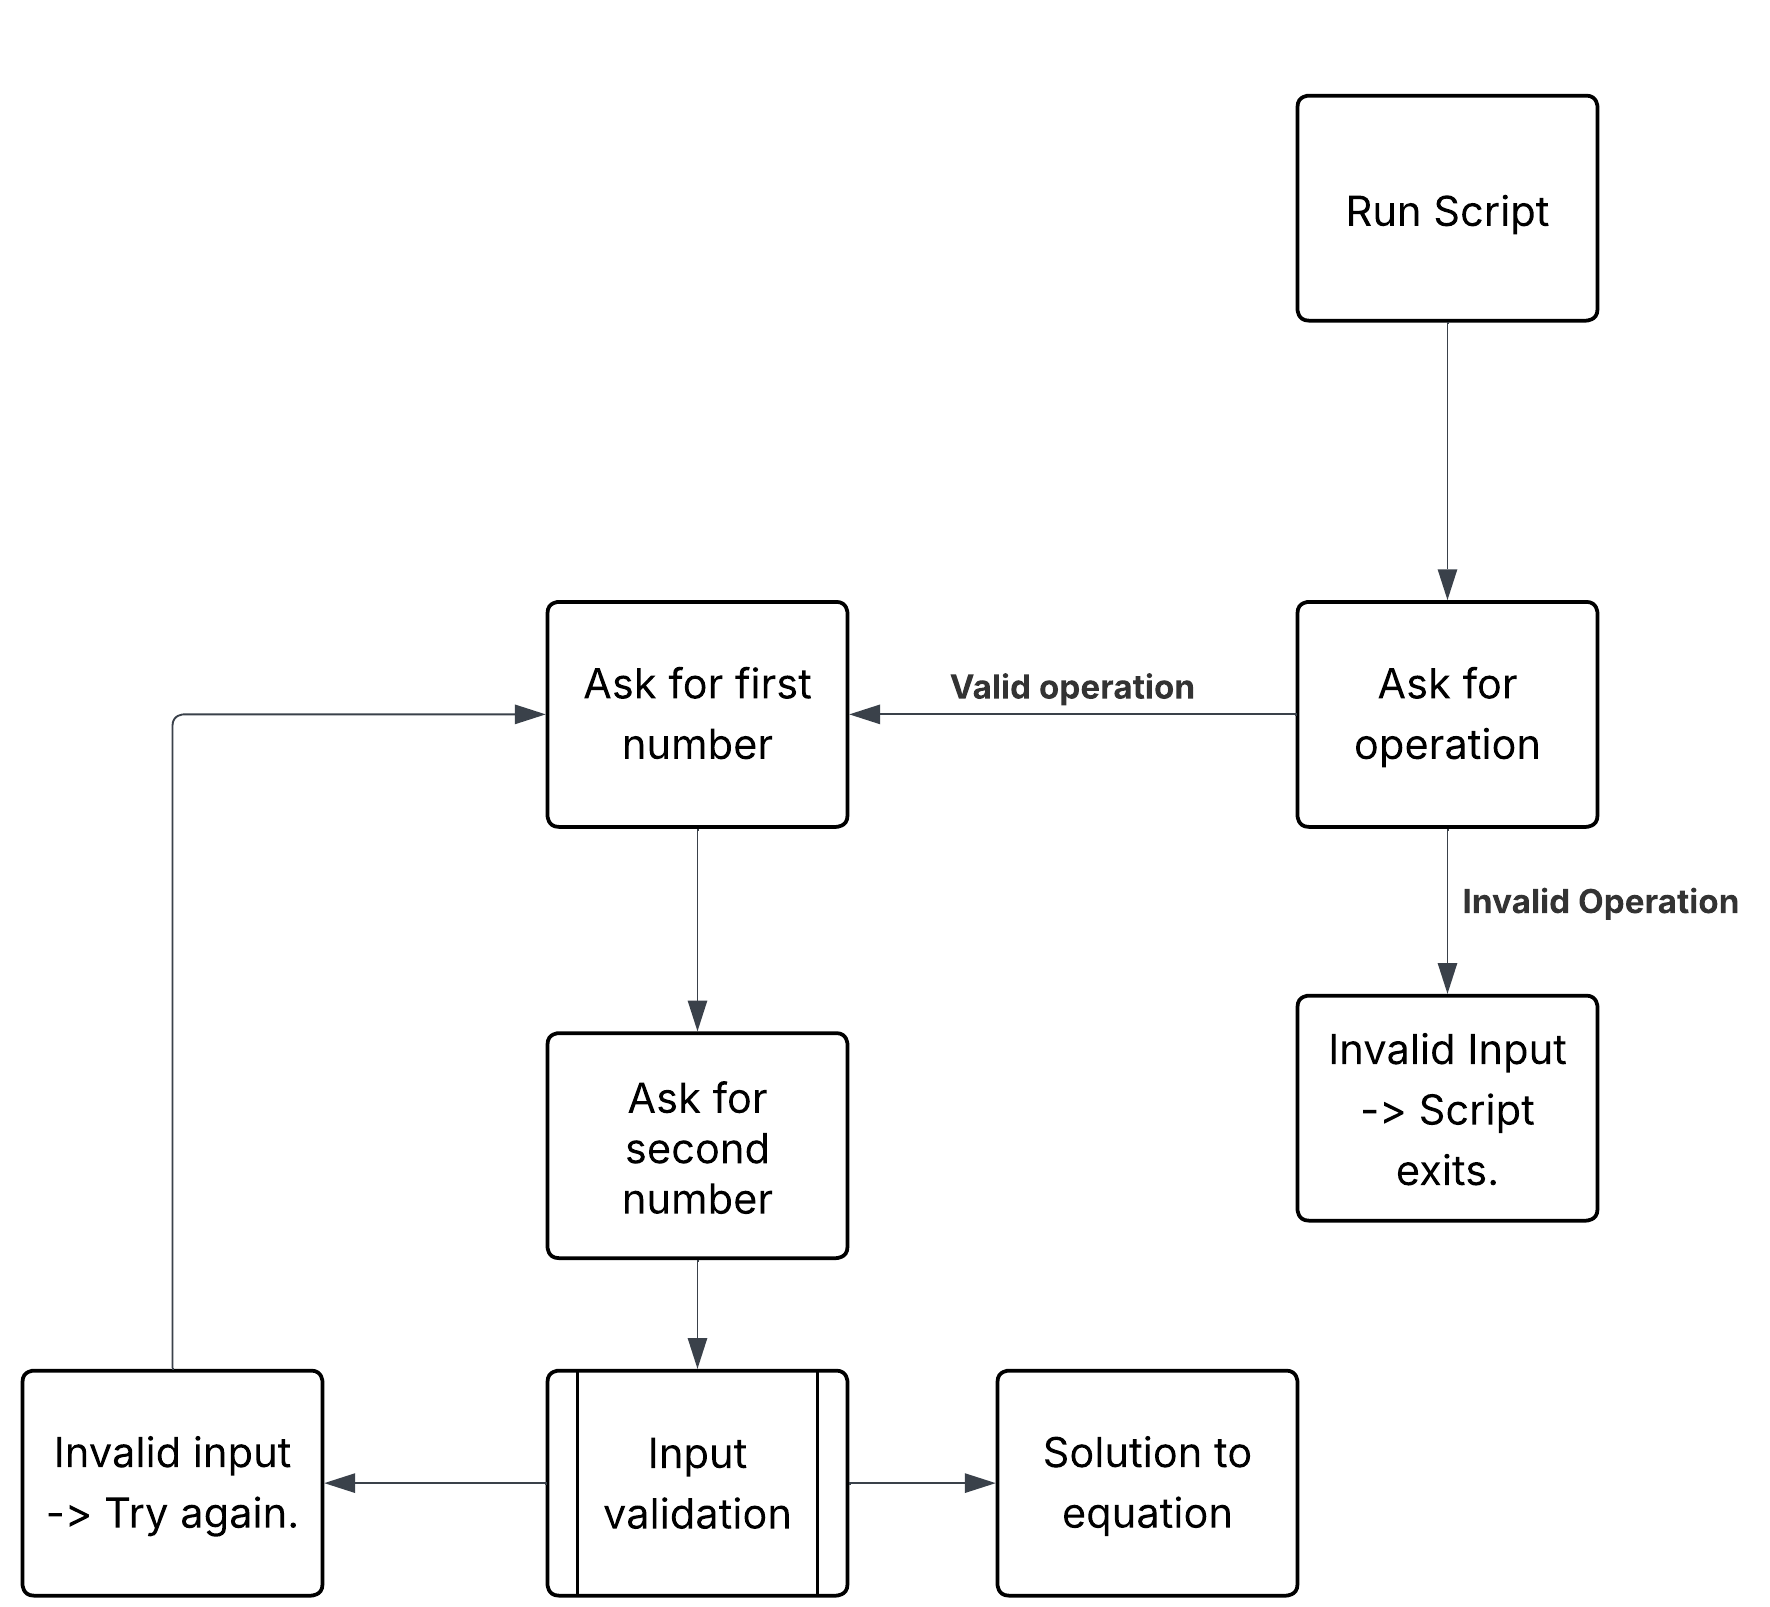 Run Script
Ask for first
number
Valid operation
Ask for
operation
Invalid Operation
Invalid Input
-> Script
exits.
Ask for
second
number
Invalid input
-> Try again.
Input
validation
Solution to
equation